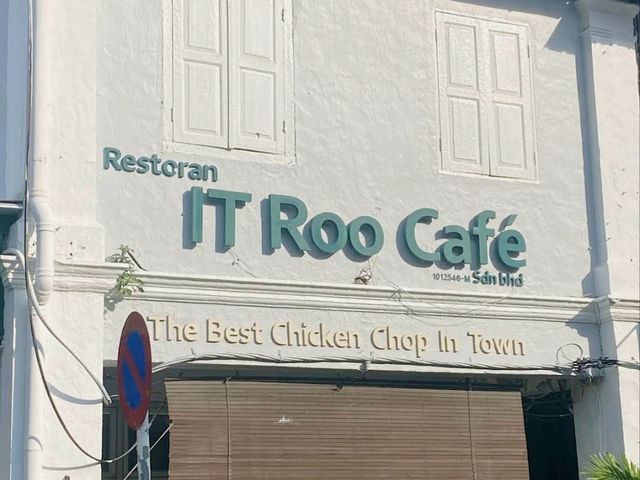 Restoran
IT Roo Café
1012546-M Sdn bhd
The Best Chicken Chop In Town